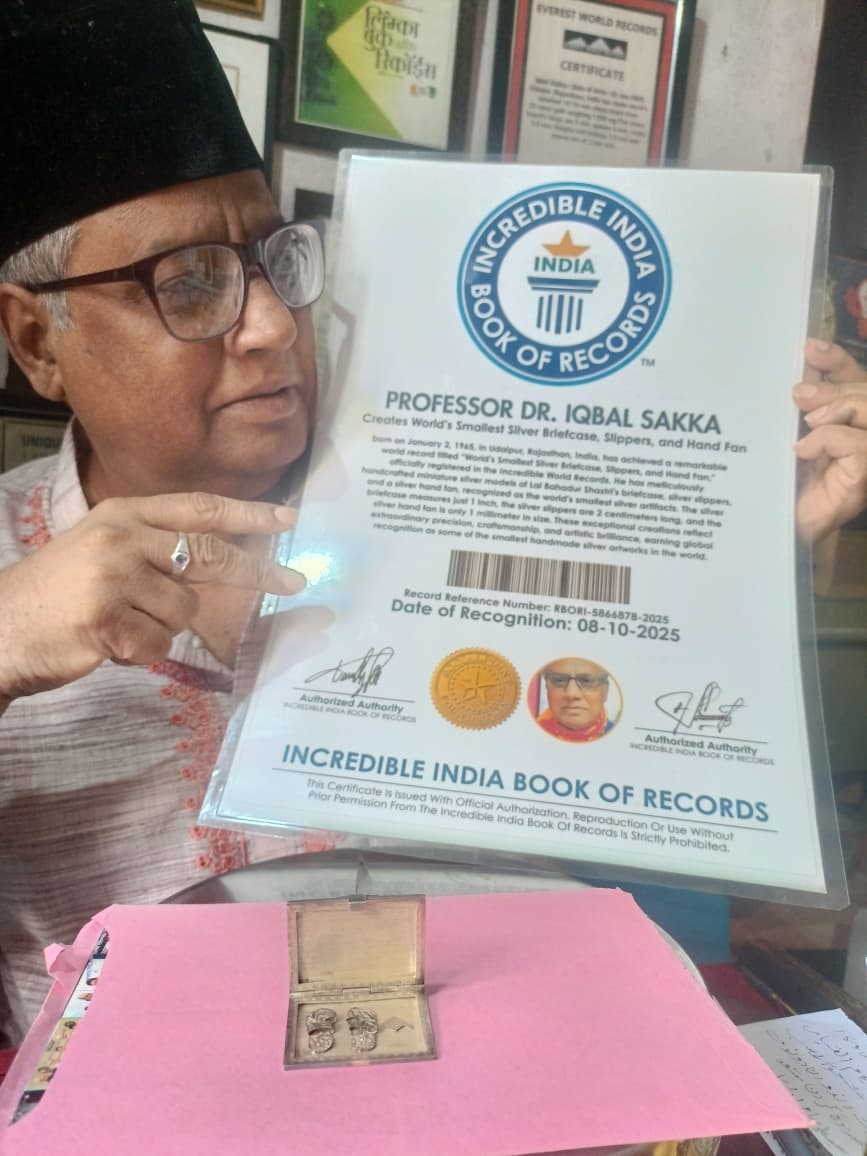 लिम्का
बुक ऑफ
रिकॉर्ड्स
EVEREST WORLD RECORDS
CERTIFICATE
INCREDIBLE INDIA
INDIA
BOOK OF RECORDS
TM
PROFESSOR DR. IQBAL SAKKA
Creates World's Smallest Silver Briefcase, Slippers, and Hand Fan
born on January 2, 1965, in Udaipur, Rajasthan, India, has achieved a remarkable
world record titled "World's Smallest Silver Briefcase, Slippers, and Hand Fan,"
officially registered in the Incredible World Records. He has meticulously
handcrafted miniature silver models of Lal Bahadur Shastri's briefcase, silver slippers,
and a silver hand fan, recognized as the world's smallest silver artifacts. The silver
briefcase measures just 1 inch, the silver slippers are 2 centimeters long, and the
silver hand fan is only 1 millimeter in size. These exceptional creations reflect
extraordinary precision, craftsmanship, and artistic brilliance, earning global
recognition as some of the smallest handmade silver artworks in the world.
Record Reference Number: RBORI-5866878-2025
Date of Recognition: 08-10-2025
Authorized Authority
INCREDIBLE INDIA BOOK OF RECORDS
Authorized Authority
INCREDIBLE INDIA BOOK OF RECORDS
INCREDIBLE INDIA BOOK OF RECORDS
This Certificate Is Issued With Official Authorization, Reproduction Or Use Without
Prior Permission From The Incredible India Book Of Records Is Strictly Prohibited.
UNIQUE